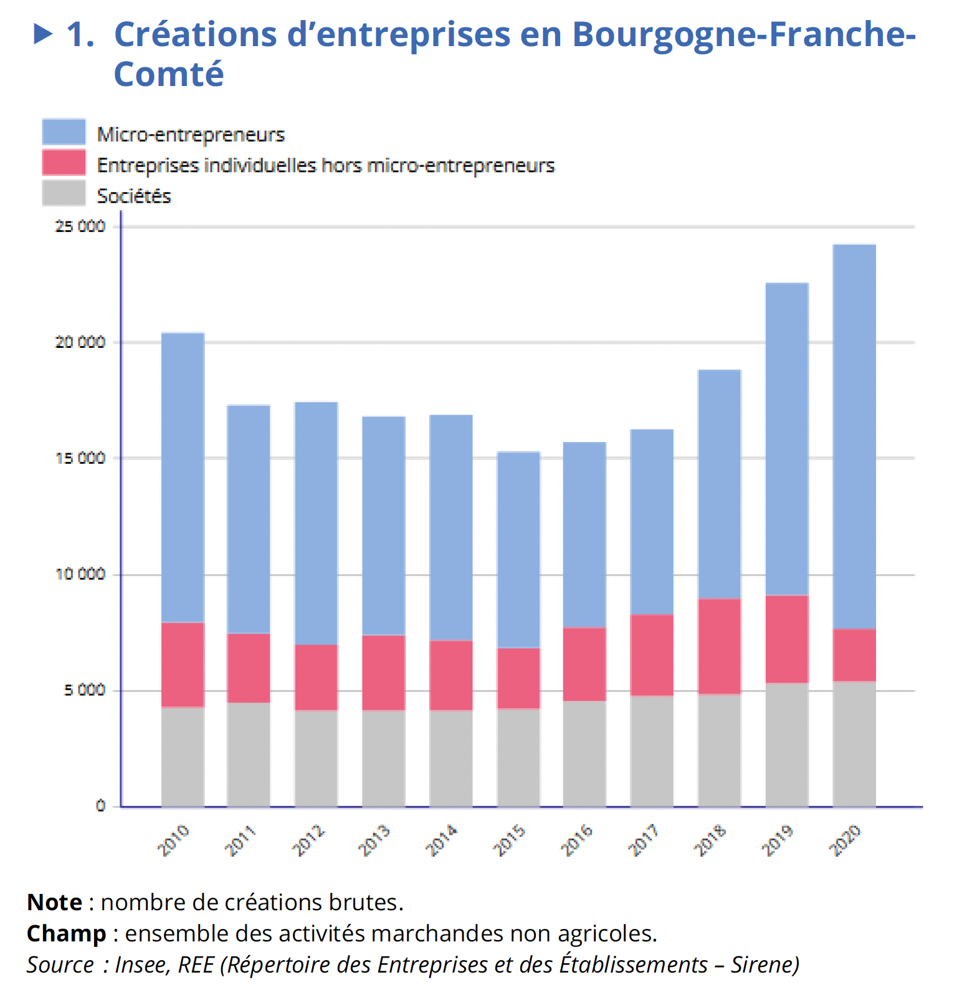 ▶ 1. Créations d’entreprises en Bourgogne-Franche-
Comté
Micro-entrepreneurs
Entreprises individuelles hors micro-entrepreneurs
Sociétés
25 000
20 000
15 000
10 000
5 000
0
2010 2011 2012 2013 2014 2015 2016 2017 2018 2019 2020
Note : nombre de créations brutes.
Champ : ensemble des activités marchandes non agricoles.
Source : Insee, REE (Répertoire des Entreprises et des Établissements – Sirene)